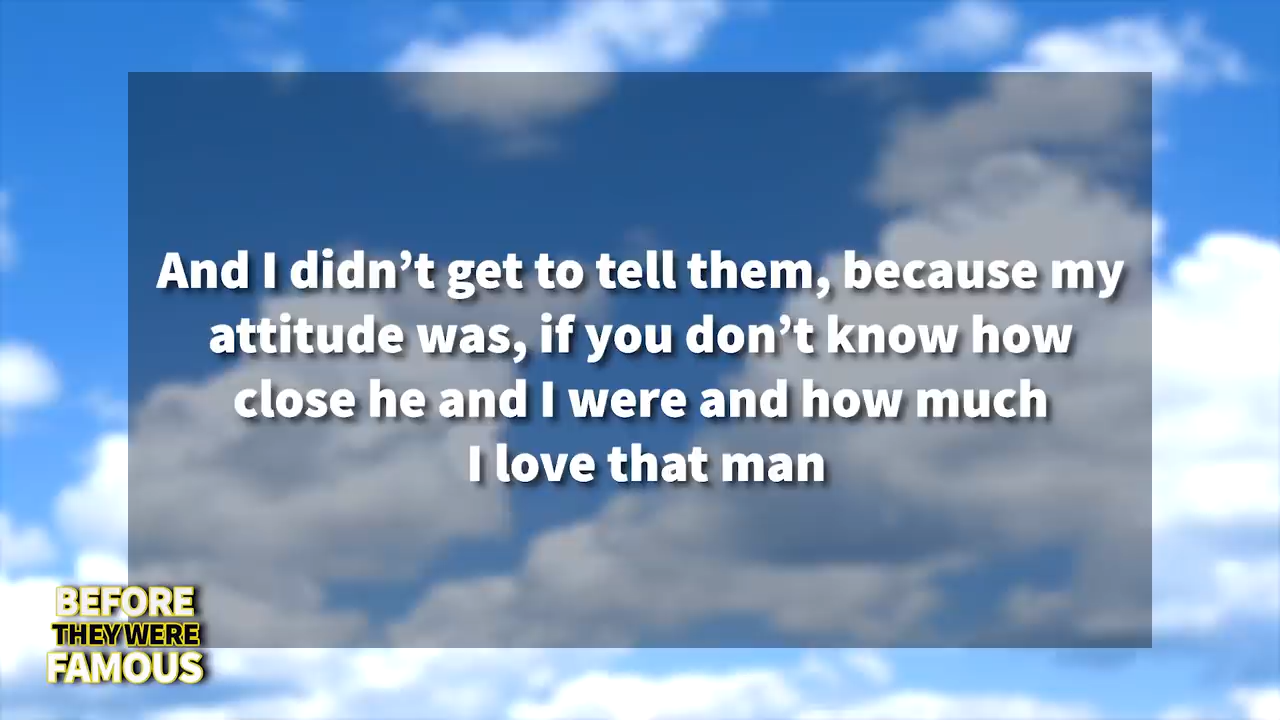 And I didn’t get to tell them, because my
attitude was, if you don’t know how
close he and I were and how much
I love that man
BEFORE
THEY WERE
FAMOUS